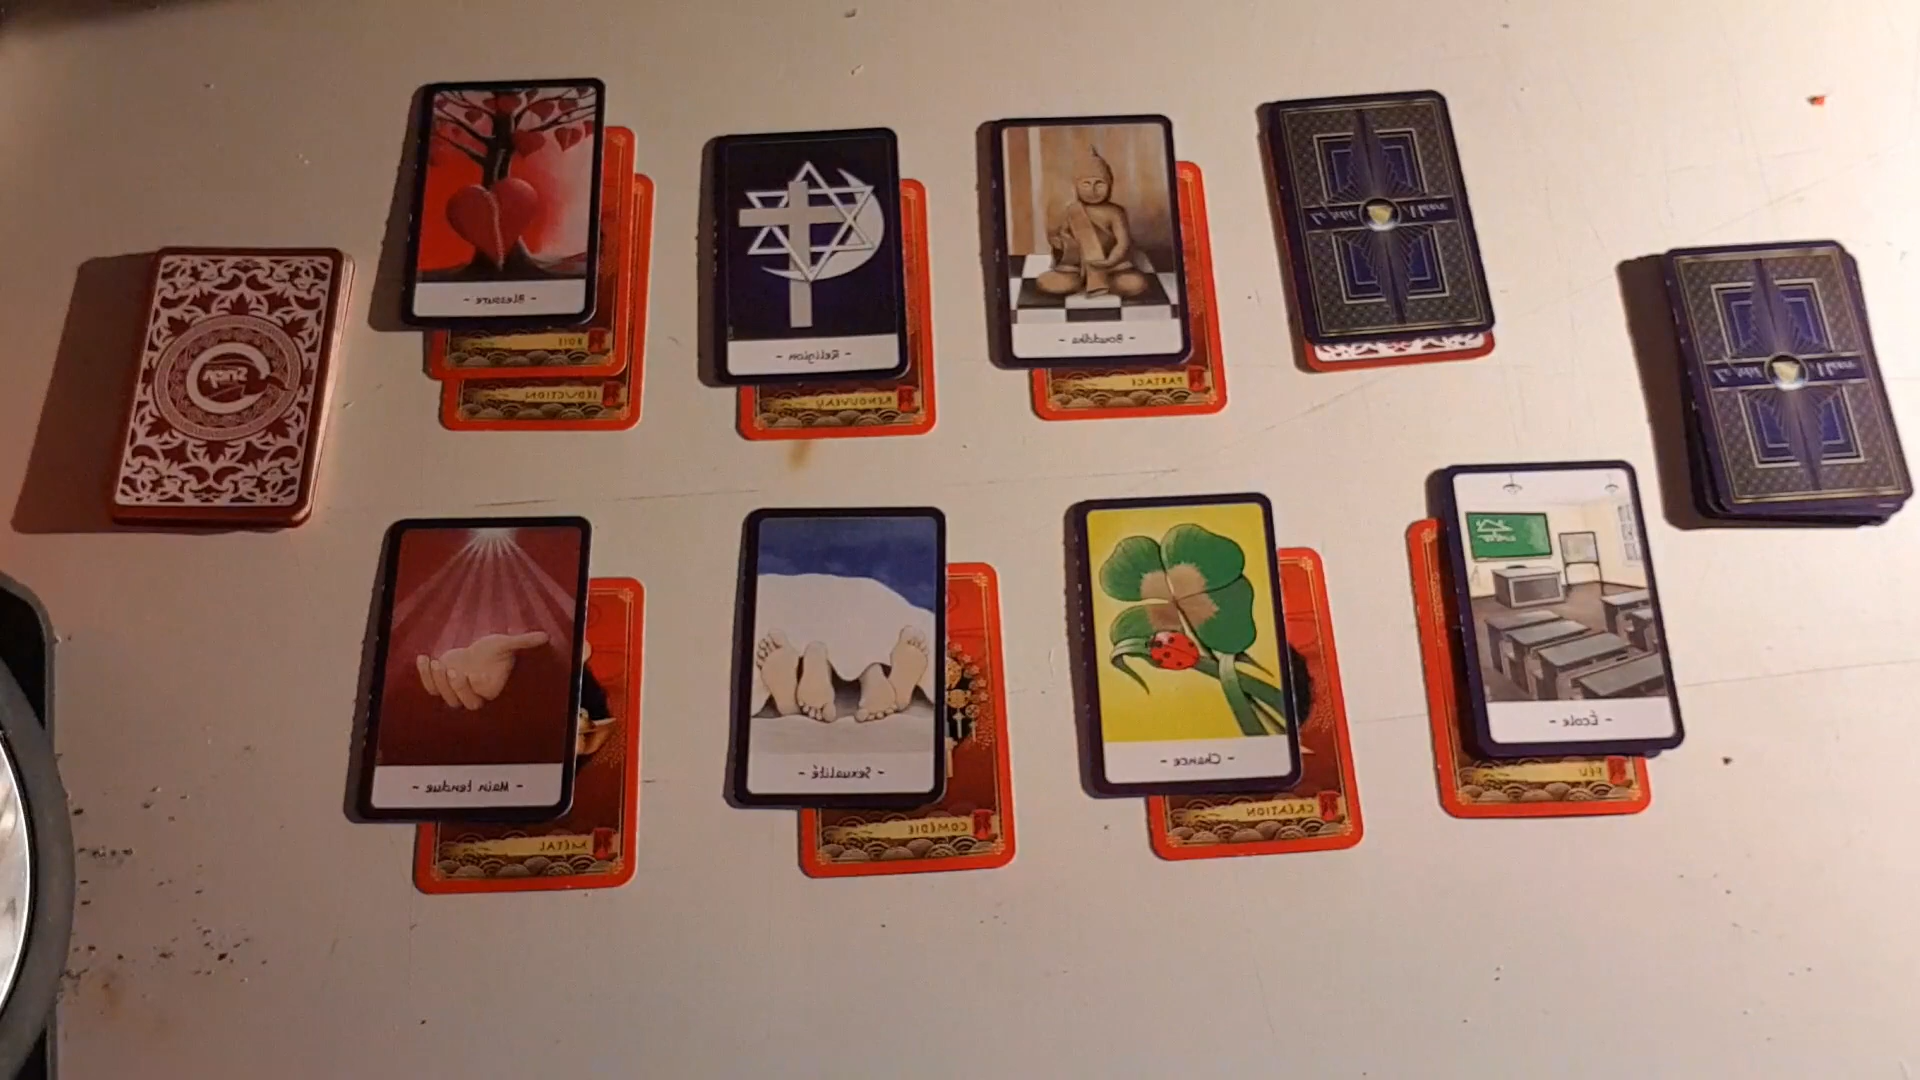 - Blessure -
BOIS
SÉDUCTION
- Religion -
RENOUVEAU
- Bouddha -
PARTAGE
- Main tendue -
MÉTAL
- Sexualité -
COMÉDIE
- Chance -
CRÉATION
- École -
FEU